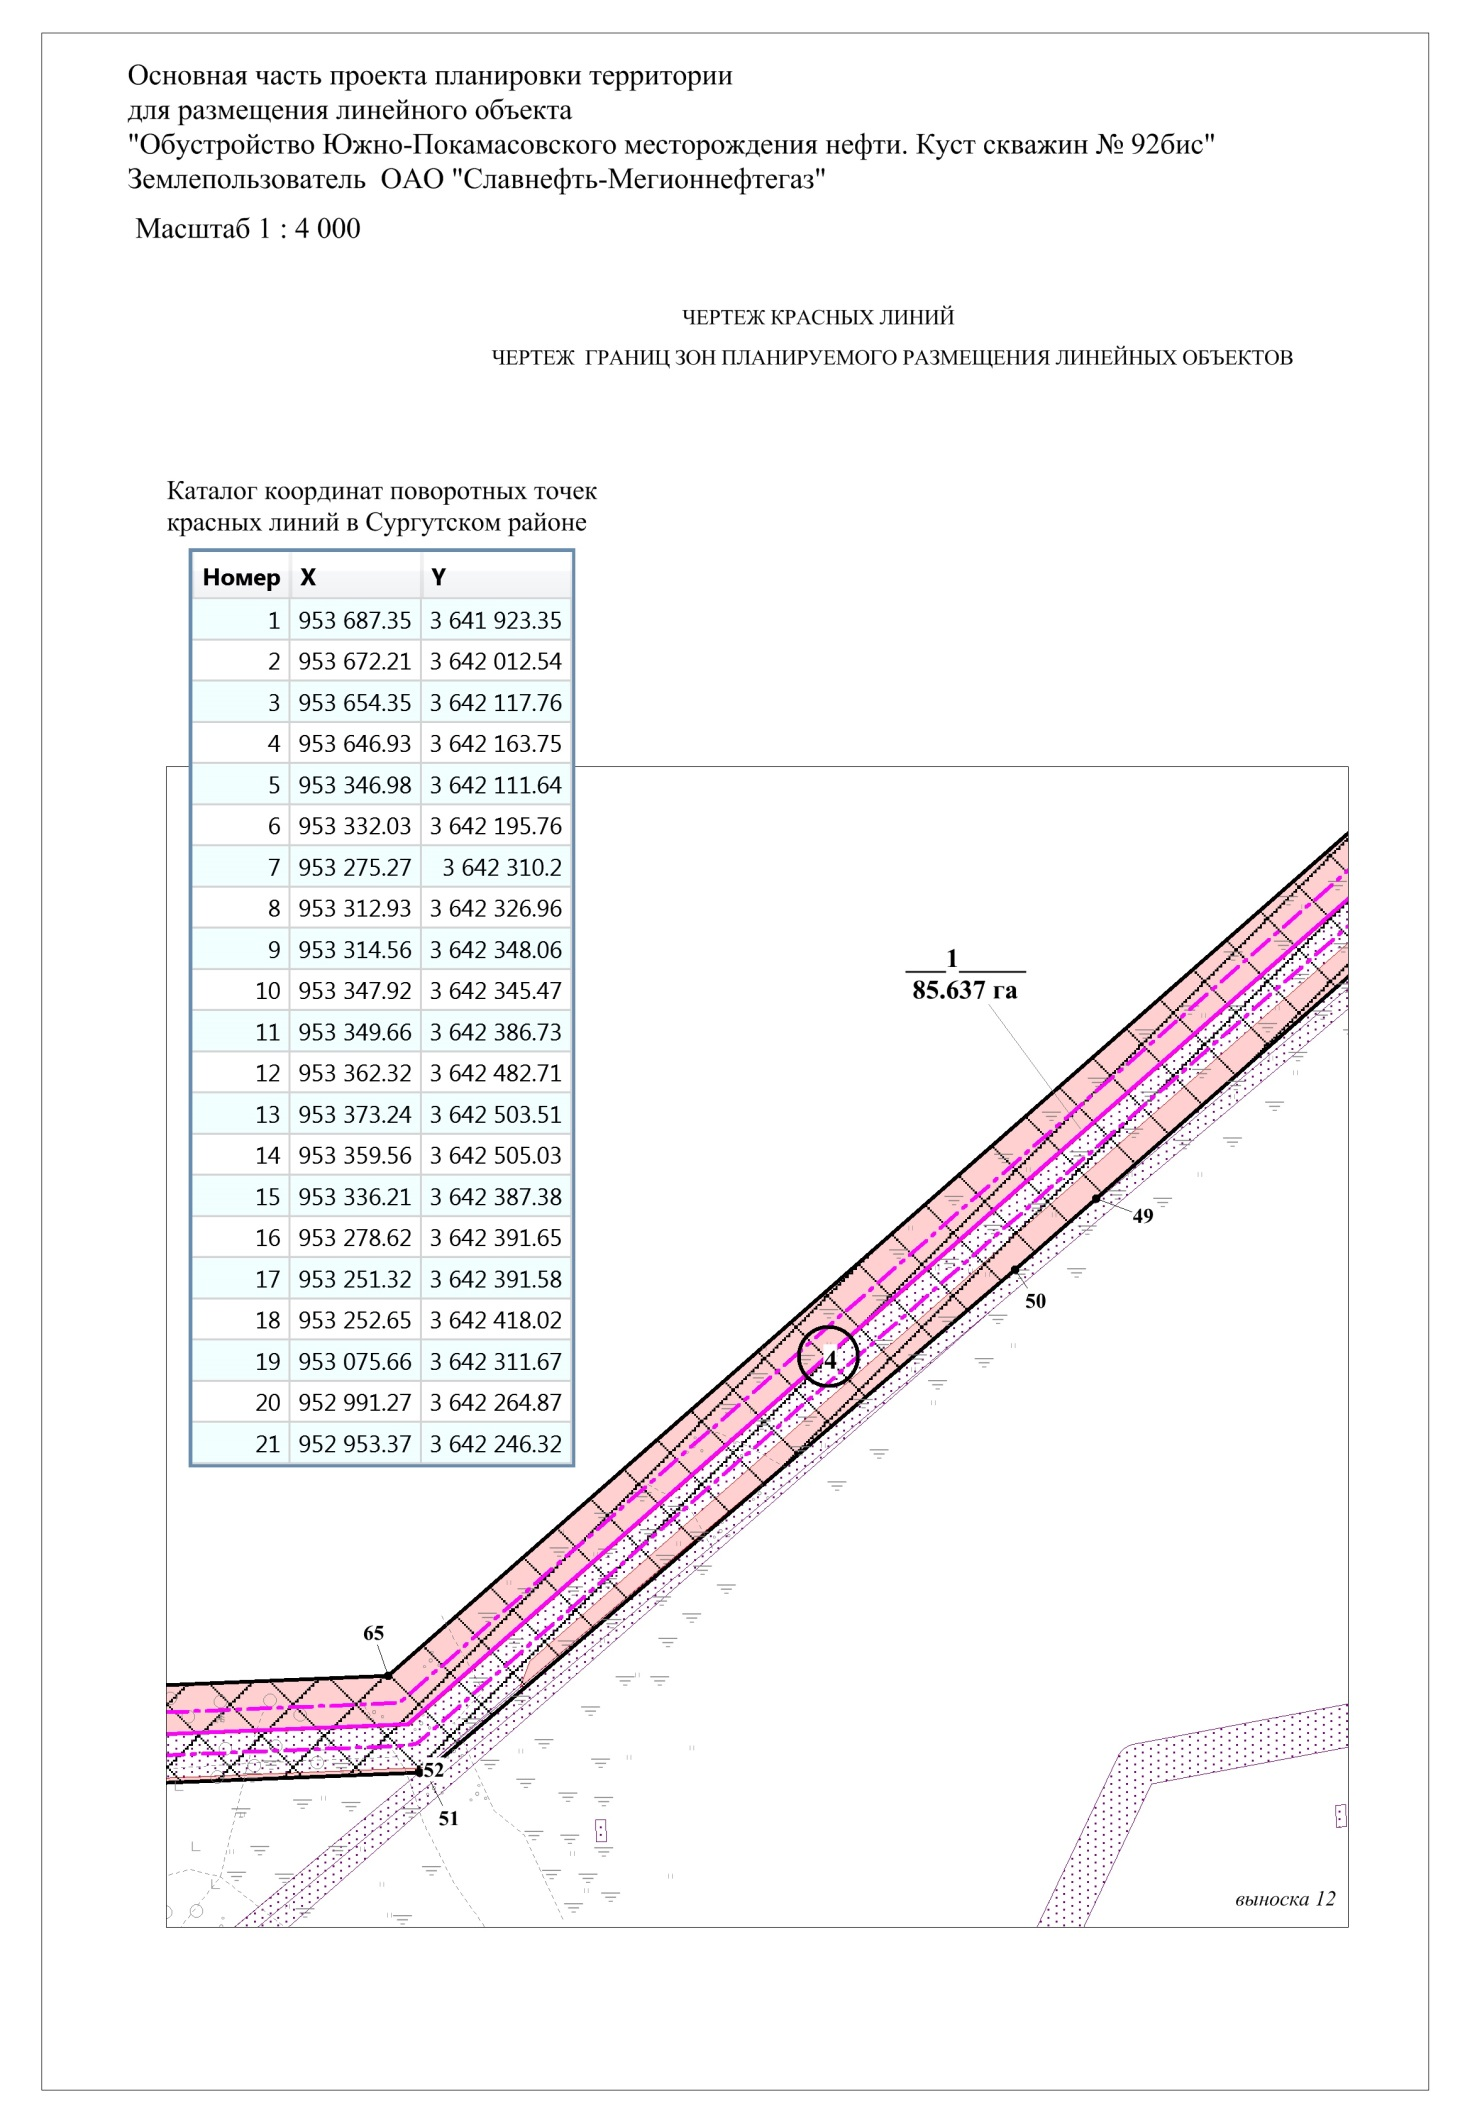 Основная часть проекта планировки территории
для размещения линейного объекта
"Обустройство Южно-Покамасовского месторождения нефти. Куст скважин № 92бис"
Землепользователь ОАО "Славнефть-Мегионнефтегаз"
Масштаб 1 : 4 000
ЧЕРТЕЖ КРАСНЫХ ЛИНИЙ
ЧЕРТЕЖ ГРАНИЦ ЗОН ПЛАНИРУЕМОГО РАЗМЕЩЕНИЯ ЛИНЕЙНЫХ ОБЪЕКТОВ
Каталог координат поворотных точек
красных линий в Сургутском районе
Номер X Y
1 953 687.35 3 641 923.35
2 953 672.21 3 642 012.54
3 953 654.35 3 642 117.76
4 953 646.93 3 642 163.75
5 953 346.98 3 642 111.64
6 953 332.03 3 642 195.76
7 953 275.27 3 642 310.2
8 953 312.93 3 642 326.96
9 953 314.56 3 642 348.06
10 953 347.92 3 642 345.47
11 953 349.66 3 642 386.73
12 953 362.32 3 642 482.71
13 953 373.24 3 642 503.51
14 953 359.56 3 642 505.03
15 953 336.21 3 642 387.38
16 953 278.62 3 642 391.65
17 953 251.32 3 642 391.58
18 953 252.65 3 642 418.02
19 953 075.66 3 642 311.67
20 952 991.27 3 642 264.87
21 952 953.37 3 642 246.32
1
85.637 га
49
50
4
65
52
51
выноска 12